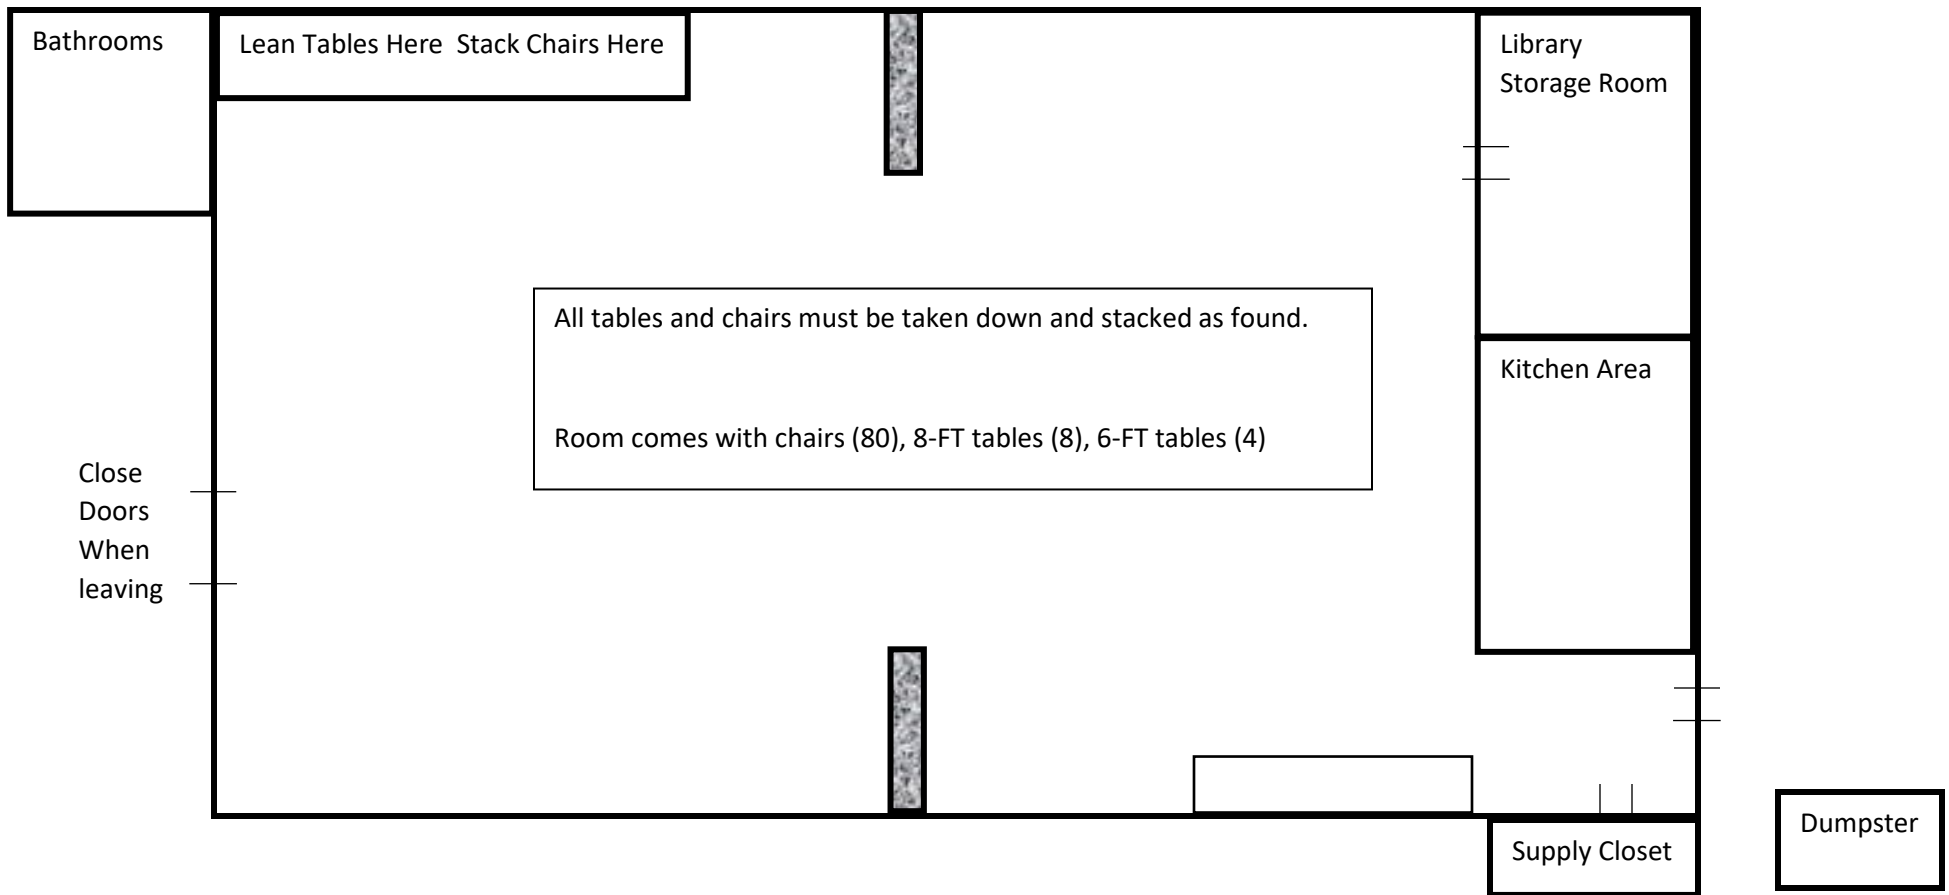 Bathrooms
Lean Tables Here  Stack Chairs Here
Library
Storage Room
All tables and chairs must be taken down and stacked as found.
Room comes with chairs (80), 8-FT tables (8), 6-FT tables (4)
Kitchen Area
Close
Doors
When
leaving
Supply Closet
Dumpster